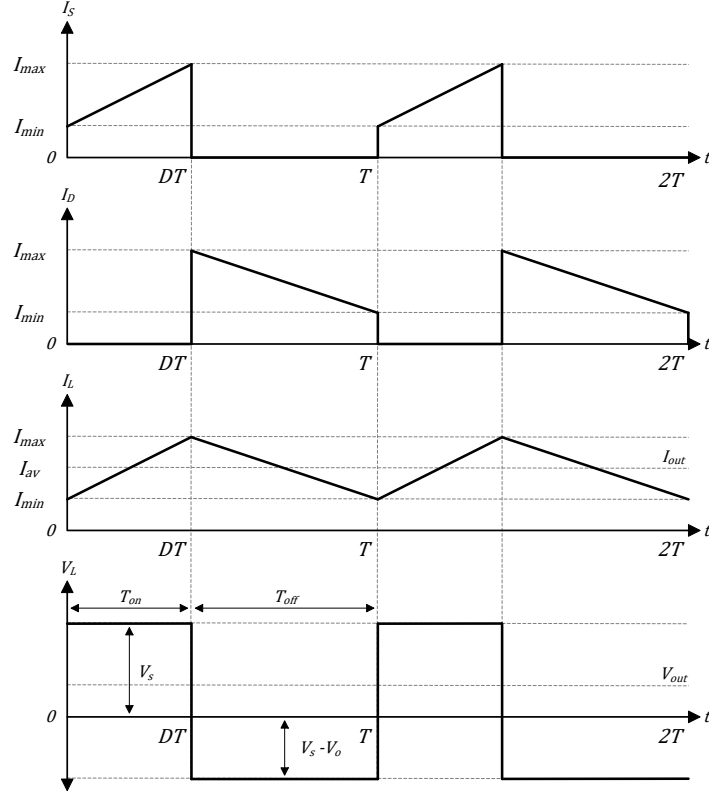 I_S
I_max
I_min
0
DT T 2T t
I_D
I_max
I_min
0
DT T 2T t
I_L
I_max
I_av I_out
I_min
0
DT T 2T t
V_L
T_on T_off
V_s V_out
0 t
DT T 2T
V_s -V_o